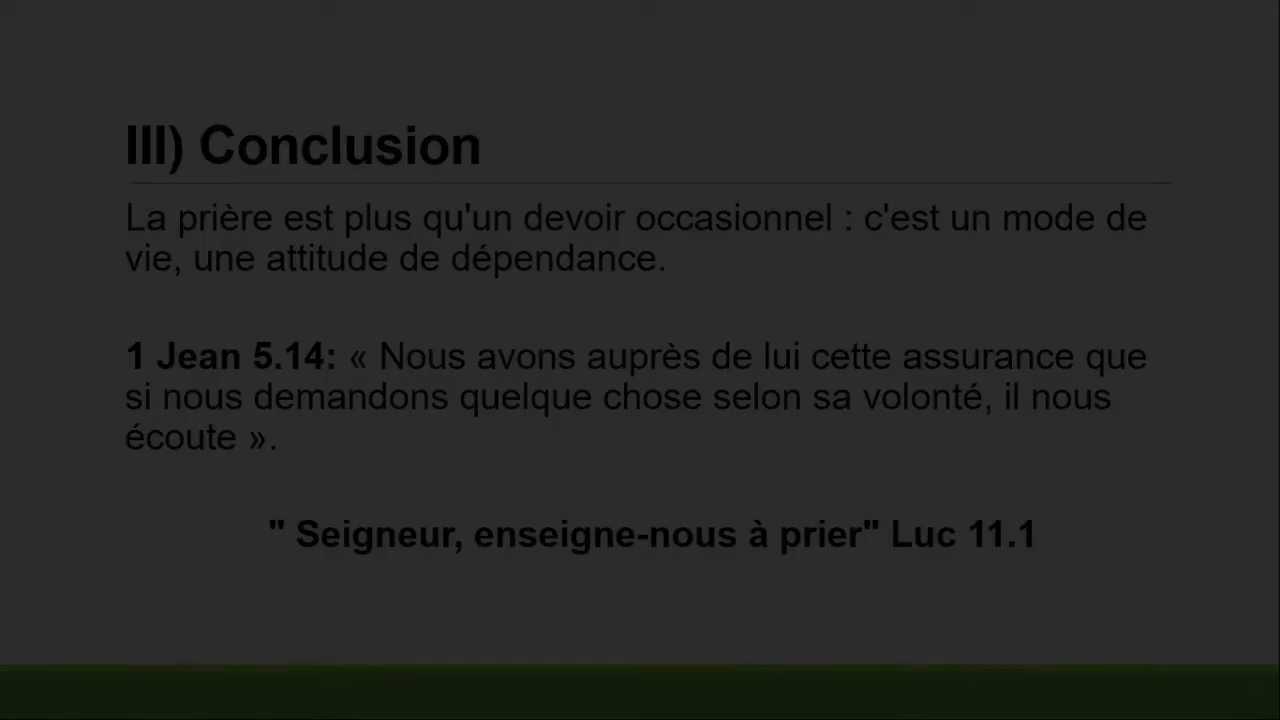 III) Conclusion
La prière est plus qu'un devoir occasionnel : c'est un mode de
vie, une attitude de dépendance.
1 Jean 5.14: « Nous avons auprès de lui cette assurance que
si nous demandons quelque chose selon sa volonté, il nous
écoute ».
" Seigneur, enseigne-nous à prier" Luc 11.1